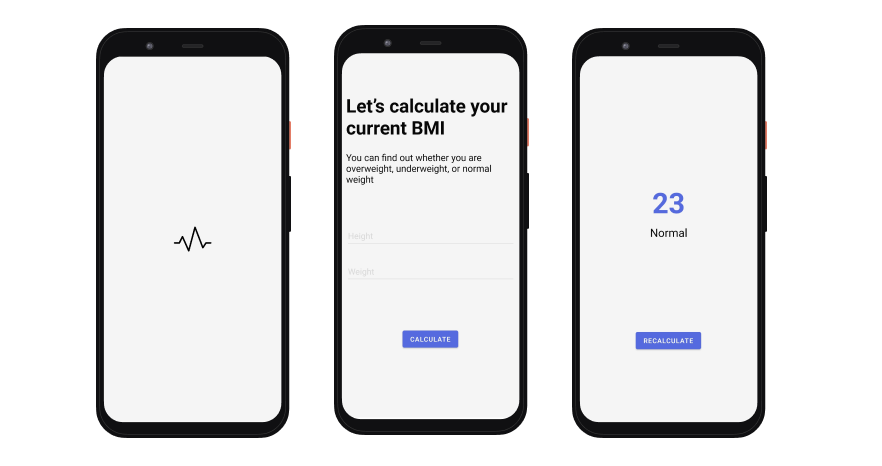 Let's calculate your
current BMI
You can find out whether you are
overweight, underweight, or normal
weight
Height
Weight
CALCULATE
23
Normal
RECALCULATE